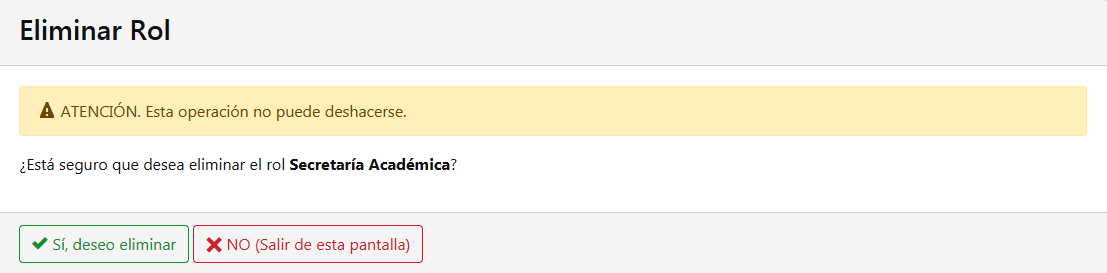 Eliminar Rol
ATENCIÓN. Esta operación no puede deshacerse.
¿Está seguro que desea eliminar el rol Secretaría Académica?
Sí, deseo eliminar
NO (Salir de esta pantalla)